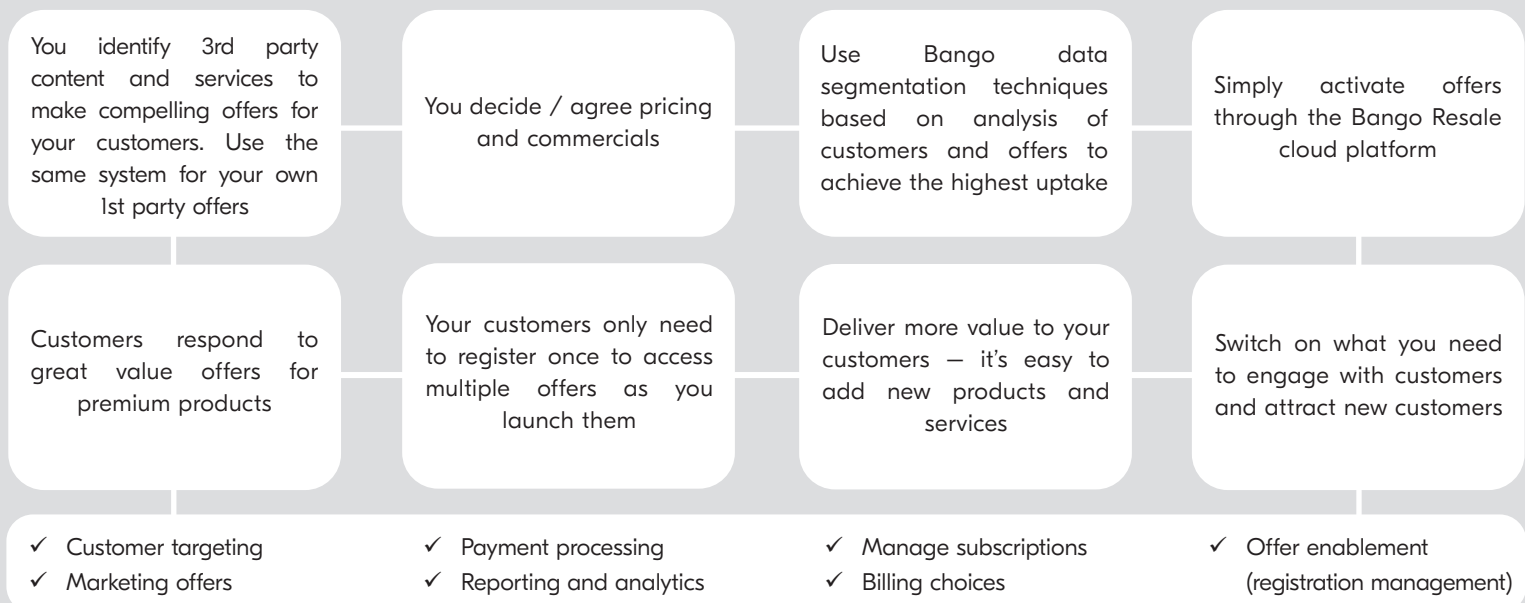 You identify 3rd party
content and services to
make compelling offers for
your customers. Use the
same system for your own
1st party offers
You decide / agree pricing
and commercials
Use Bango data
segmentation techniques
based on analysis of
customers and offers to
achieve the highest uptake
Simply activate offers
through the Bango Resale
cloud platform
Customers respond to
great value offers for
premium products
Your customers only need
to register once to access
multiple offers as you
launch them
Deliver more value to your
customers – it's easy to
add new products and
services
Switch on what you need
to engage with customers
and attract new customers
✓ Customer targeting
✓ Marketing offers
✓ Payment processing
✓ Reporting and analytics
✓ Manage subscriptions
✓ Billing choices
✓ Offer enablement
(registration management)